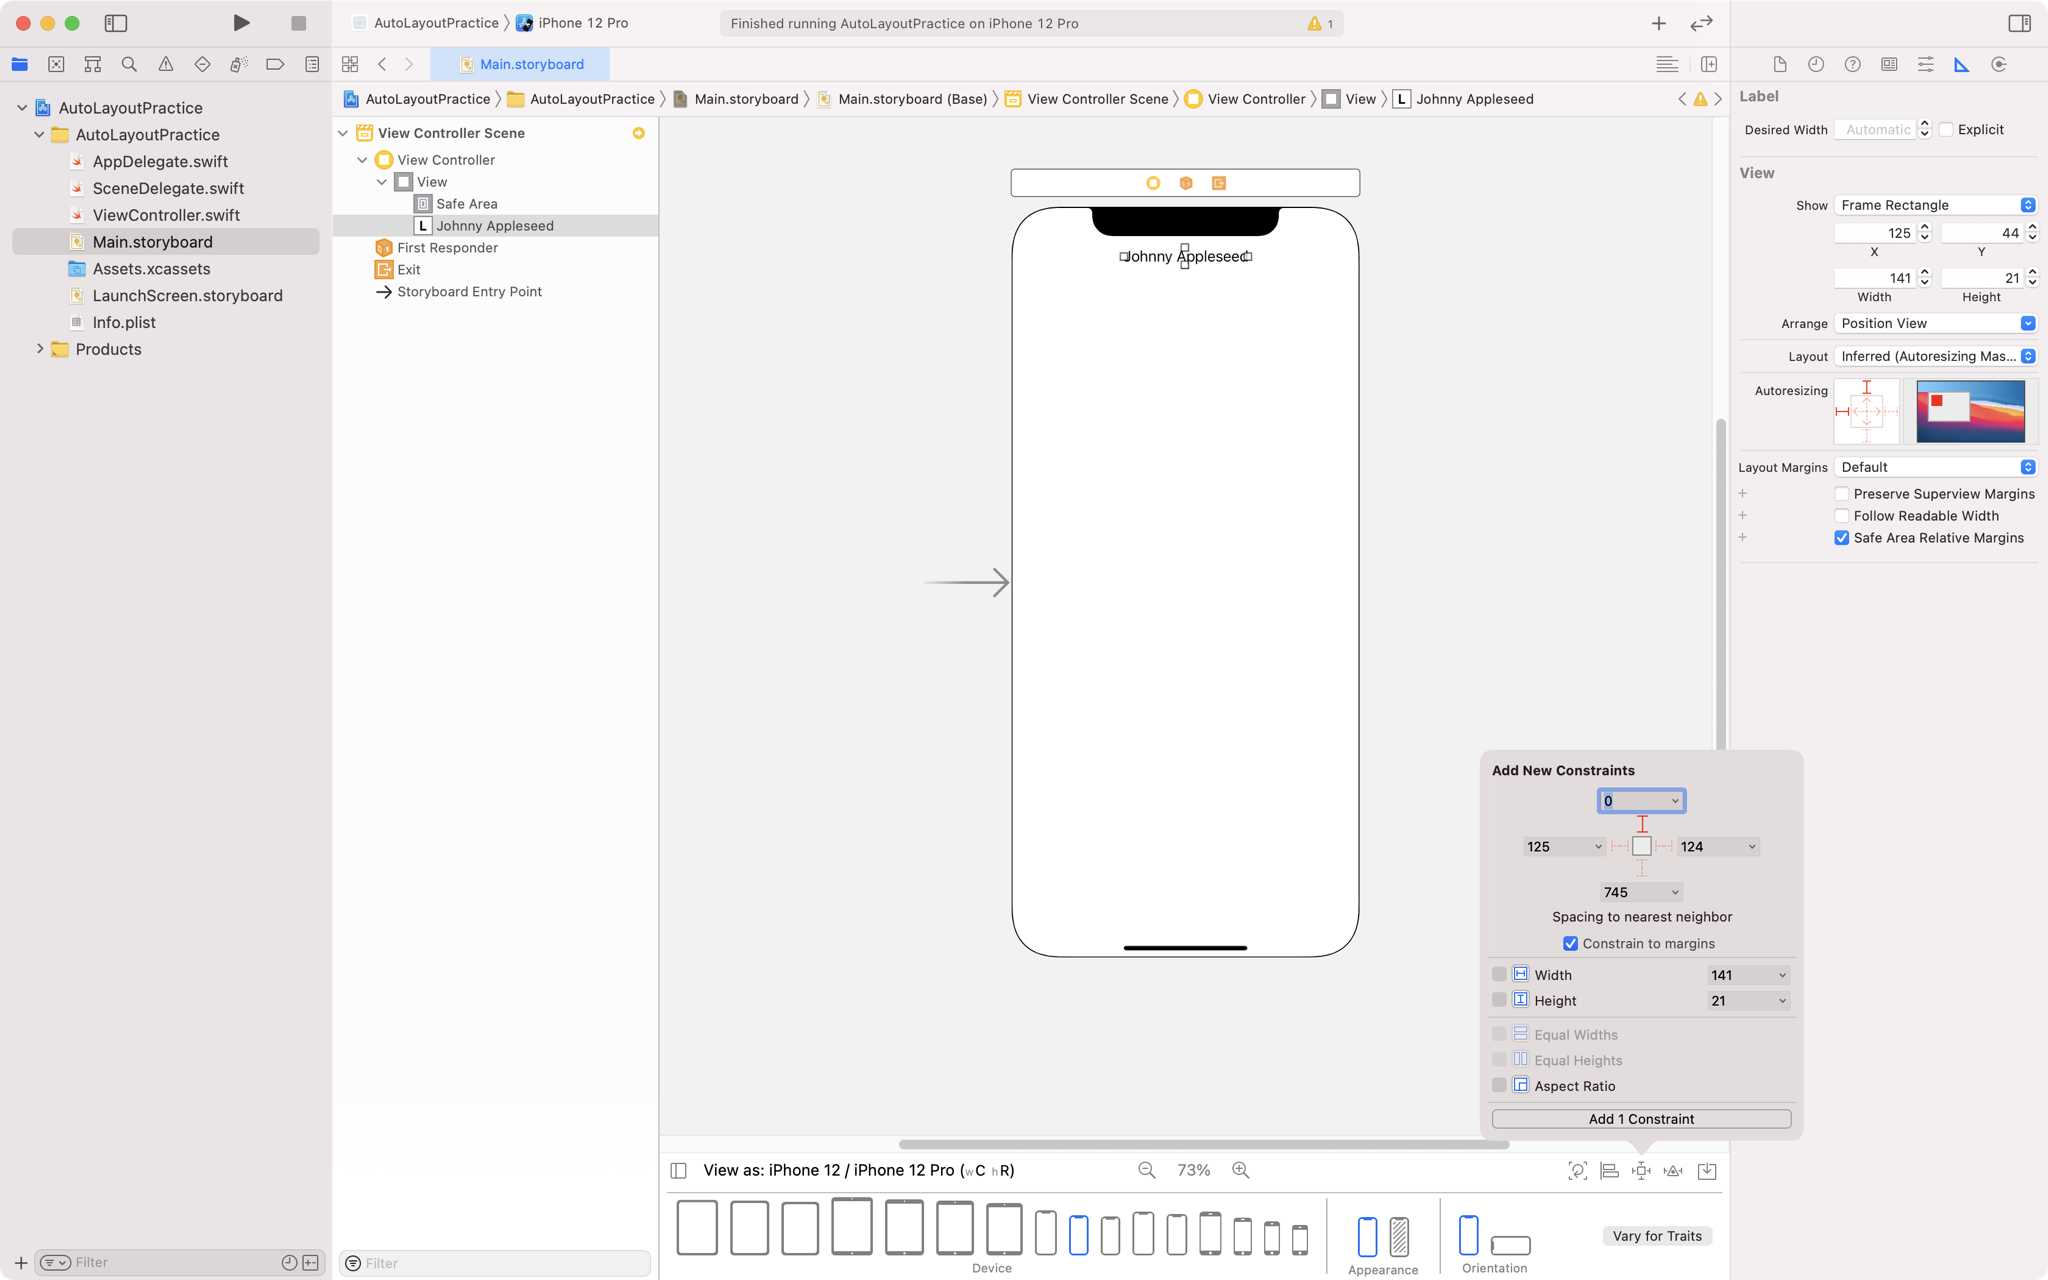 AutoLayoutPractice
iPhone 12 Pro
Finished running AutoLayoutPractice on iPhone 12 Pro
1
Main.storyboard
AutoLayoutPractice
AutoLayoutPractice
Main.storyboard
Main.storyboard (Base)
View Controller Scene
View Controller
View
L
Johnny Appleseed
AutoLayoutPractice
AutoLayoutPractice
AppDelegate.swift
SceneDelegate.swift
ViewController.swift
Main.storyboard
Assets.xcassets
LaunchScreen.storyboard
Info.plist
Products
Filter
View Controller Scene
View Controller
View
Safe Area
L Johnny Appleseed
First Responder
Exit
Storyboard Entry Point
Filter
Johnny Appleseed
Label
Desired Width
Automatic
Explicit
View
Show
Frame Rectangle
125
44
X
Y
141
21
Width
Height
Arrange
Position View
Layout
Inferred (Autoresizing Mas...
Autoresizing
Layout Margins
Default
Preserve Superview Margins
Follow Readable Width
Safe Area Relative Margins
Add New Constraints
0
125
124
745
Spacing to nearest neighbor
Constrain to margins
Width
141
Height
21
Equal Widths
Equal Heights
Aspect Ratio
Add 1 Constraint
View as: iPhone 12 / iPhone 12 Pro (wC hR)
73%
Device
Appearance
Orientation
Vary for Traits